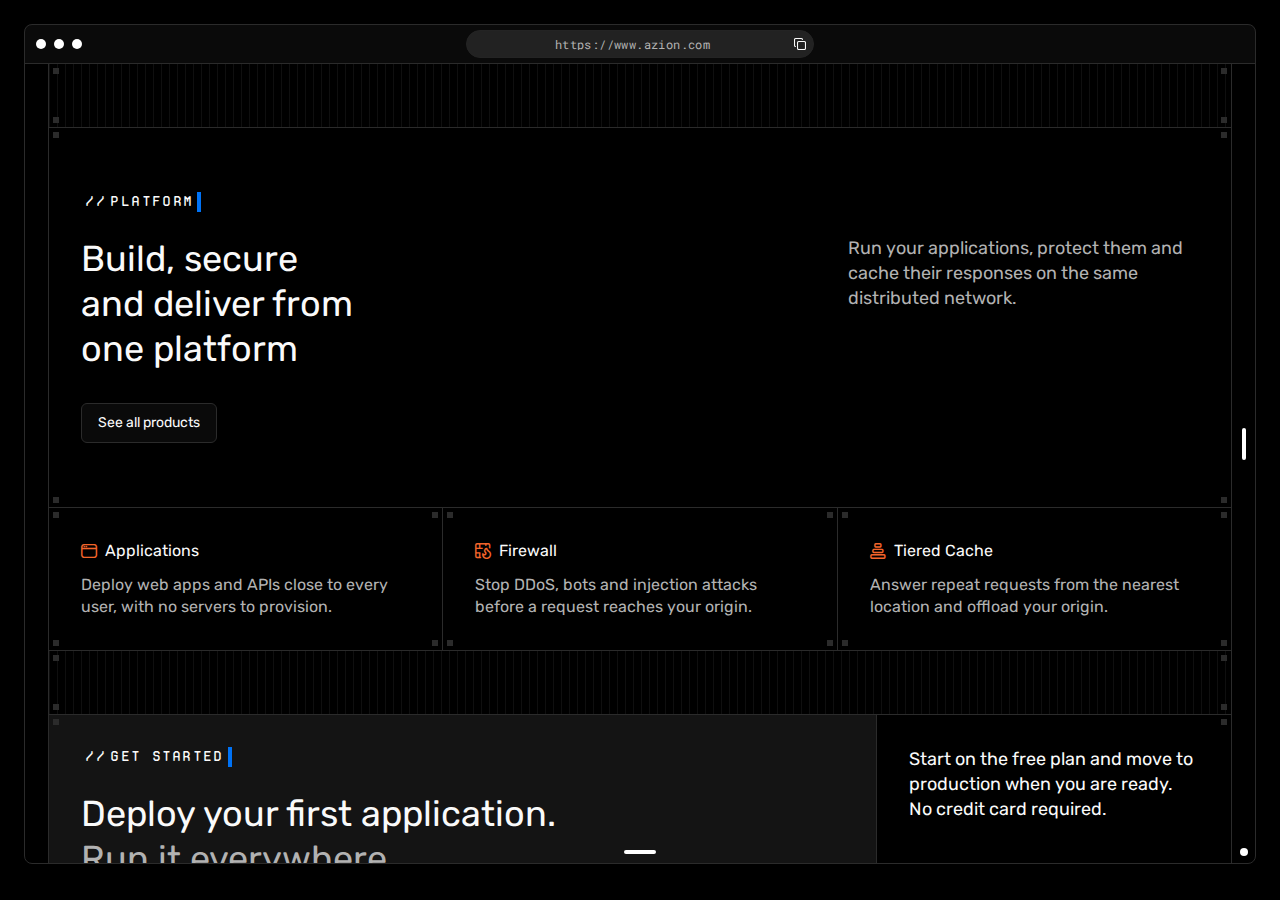 https://www.azion.com
//PLATFORM
Build, secure
and deliver from
one platform
Run your applications, protect them and
cache their responses on the same
distributed network.
See all products
Applications
Deploy web apps and APIs close to every
user, with no servers to provision.
Firewall
Stop DDoS, bots and injection attacks
before a request reaches your origin.
Tiered Cache
Answer repeat requests from the nearest
location and offload your origin.
//GET STARTED
Deploy your first application.
Run it everywhere
Start on the free plan and move to
production when you are ready.
No credit card required.